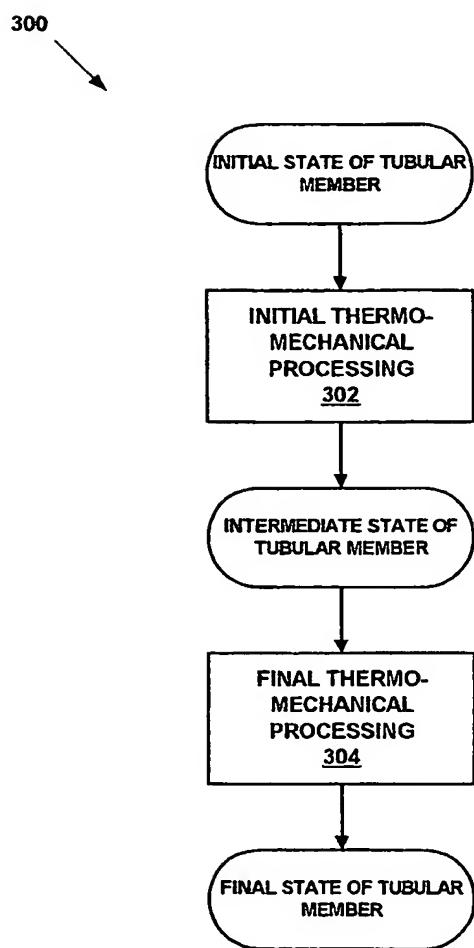 300
INITIAL STATE OF TUBULAR
MEMBER
INITIAL THERMO-
MECHANICAL
PROCESSING
302
INTERMEDIATE STATE OF
TUBULAR MEMBER
FINAL THERMO-
MECHANICAL
PROCESSING
304
FINAL STATE OF TUBULAR
MEMBER